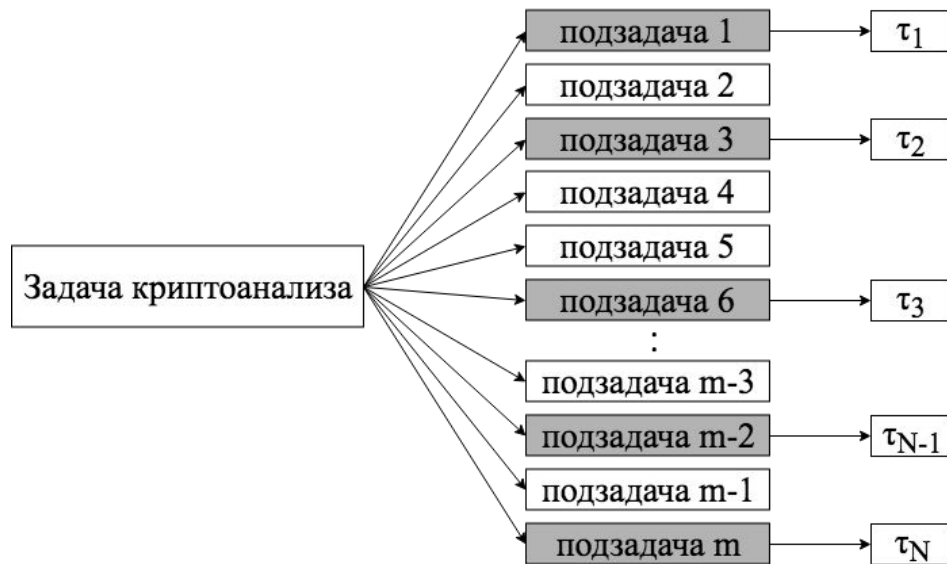 подзадача 1
τ1
подзадача 2
подзадача 3
τ2
подзадача 4
подзадача 5
Задача криптоанализа
подзадача 6
τ3
⋮
подзадача m-3
подзадача m-2
τN-1
подзадача m-1
подзадача m
τN